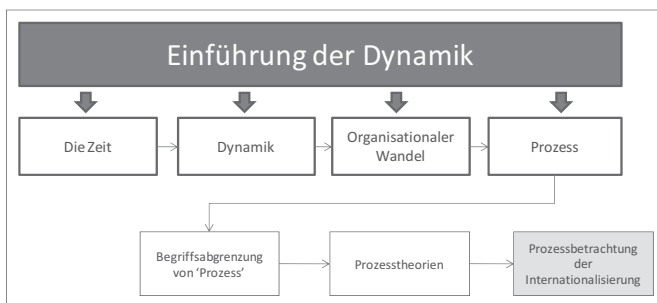 Einführung der Dynamik
Die Zeit
Dynamik
Organisationaler
Wandel
Prozess
Begriffsabgrenzung
von 'Prozess'
Prozesstheorien
Prozessbetrachtung
der
Internationalisierung